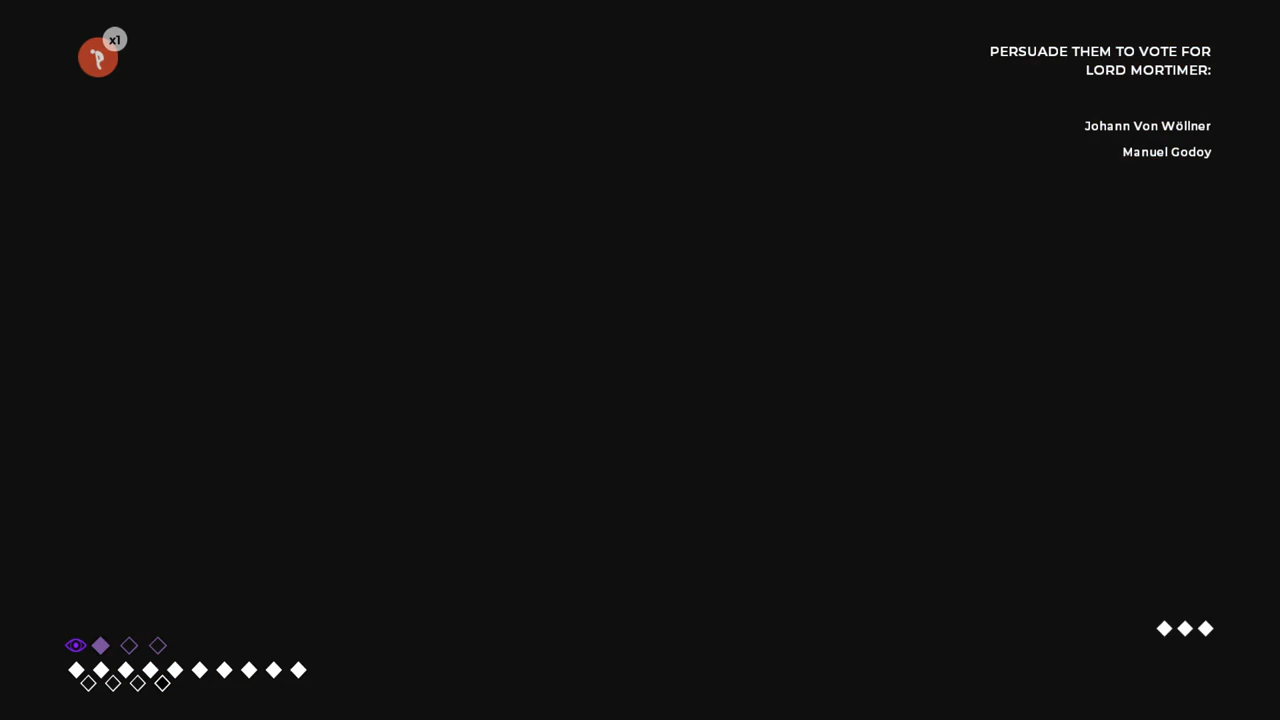 x1
PERSUADE THEM TO VOTE FOR
LORD MORTIMER:
Johann Von Wöllner
Manuel Godoy